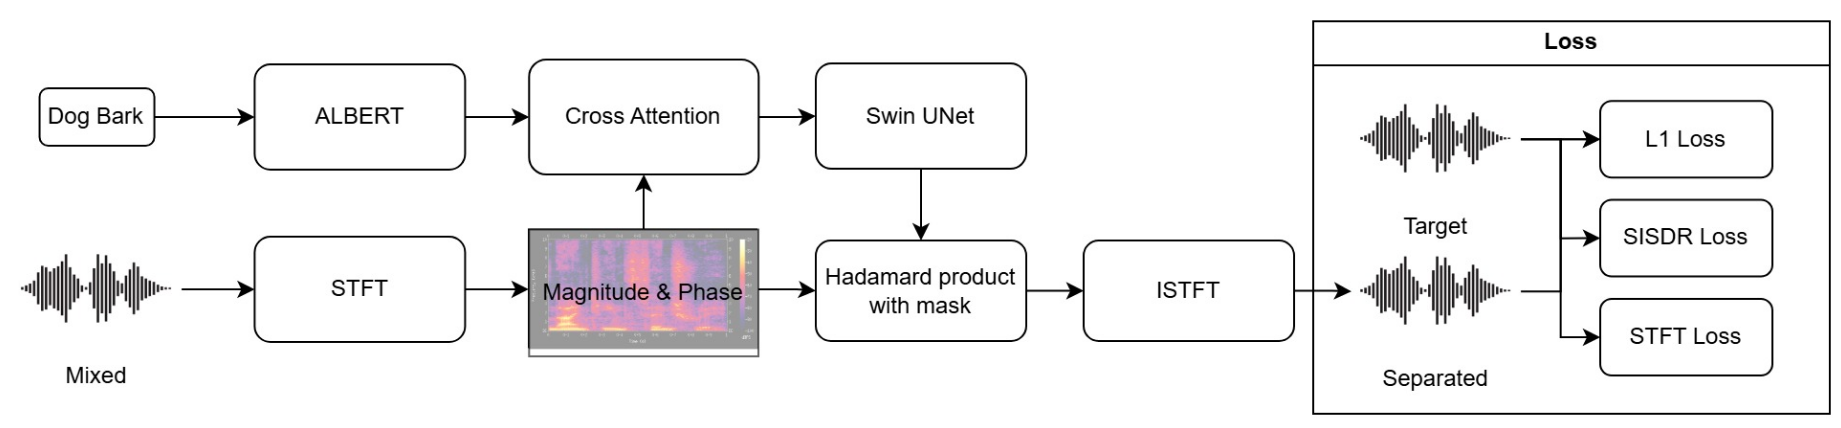 Loss
Dog Bark
ALBERT
Cross Attention
Swin UNet
L1 Loss
Target
SISDR Loss
STFT
Magnitude & Phase
Hadamard product
with mask
ISTFT
STFT Loss
Mixed
Separated